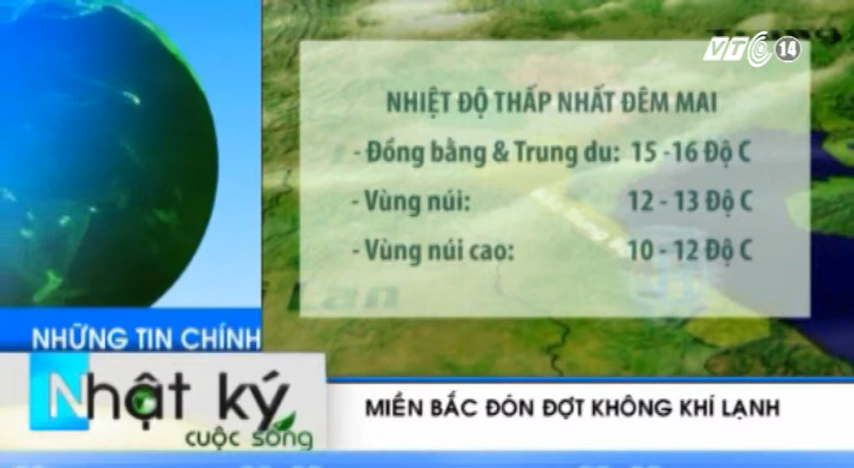 VTC14
NHIỆT ĐỘ THẤP NHẤT ĐÊM MAI
- Đồng bằng & Trung du: 15 -16 Độ C
- Vùng núi: 12 - 13 Độ C
- Vùng núi cao: 10 - 12 Độ C
Lan
NHỮNG TIN CHÍNH
Nhật ký
cuộc sống
MIỀN BẮC ĐÓN ĐỢT KHÔNG KHÍ LẠNH